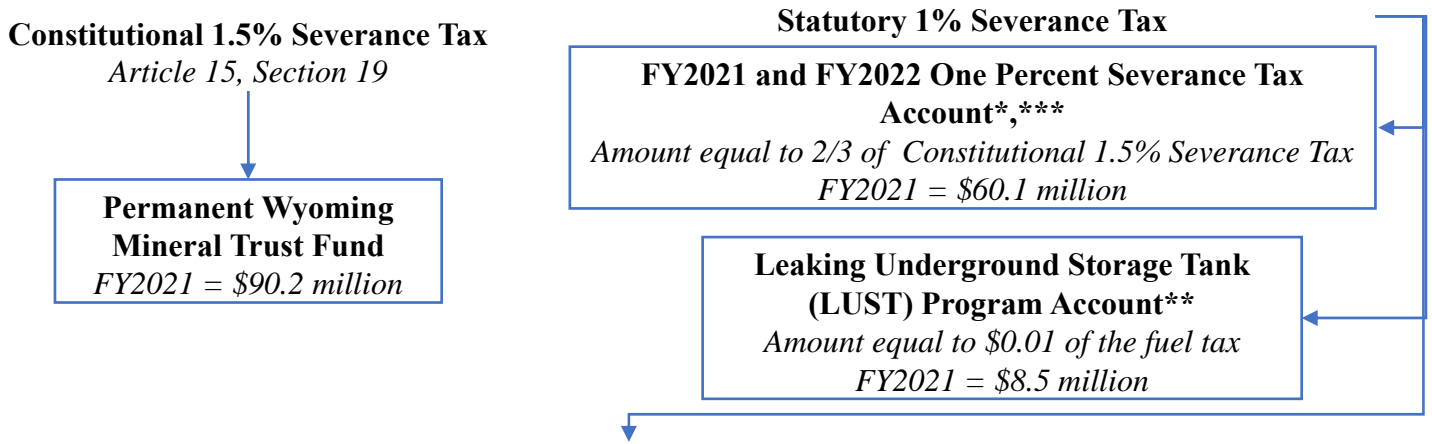 Constitutional 1.5% Severance Tax
Article 15, Section 19
Permanent Wyoming
Mineral Trust Fund
FY2021 = $90.2 million
Statutory 1% Severance Tax
FY2021 and FY2022 One Percent Severance Tax
Account*,***
Amount equal to 2/3 of Constitutional 1.5% Severance Tax
FY2021 = $60.1 million
Leaking Underground Storage Tank
(LUST) Program Account**
Amount equal to $0.01 of the fuel tax
FY2021 = $8.5 million